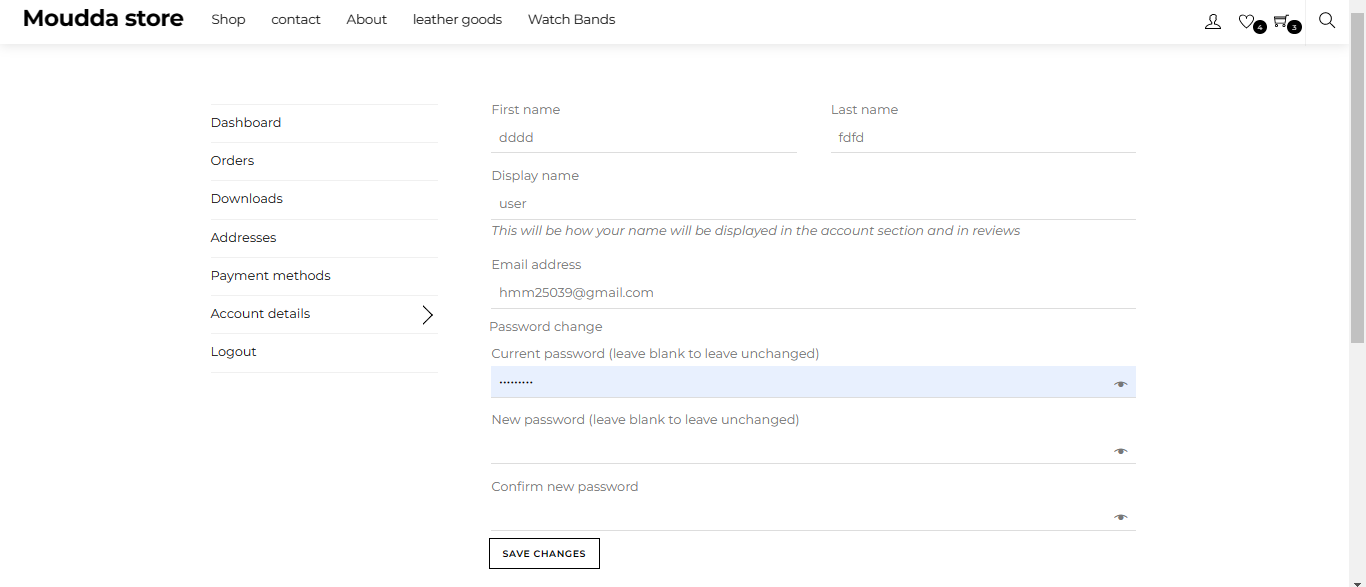 Moudda store Shop contact About leather goods Watch Bands 4 3
Dashboard
Orders
Downloads
Addresses
Payment methods
Account details
Logout
First name Last name
dddd fdfd
Display name
user
This will be how your name will be displayed in the account section and in reviews
Email address
hmm25039@gmail.com
Password change
Current password (leave blank to leave unchanged)
•••••••••
New password (leave blank to leave unchanged)
Confirm new password
SAVE CHANGES